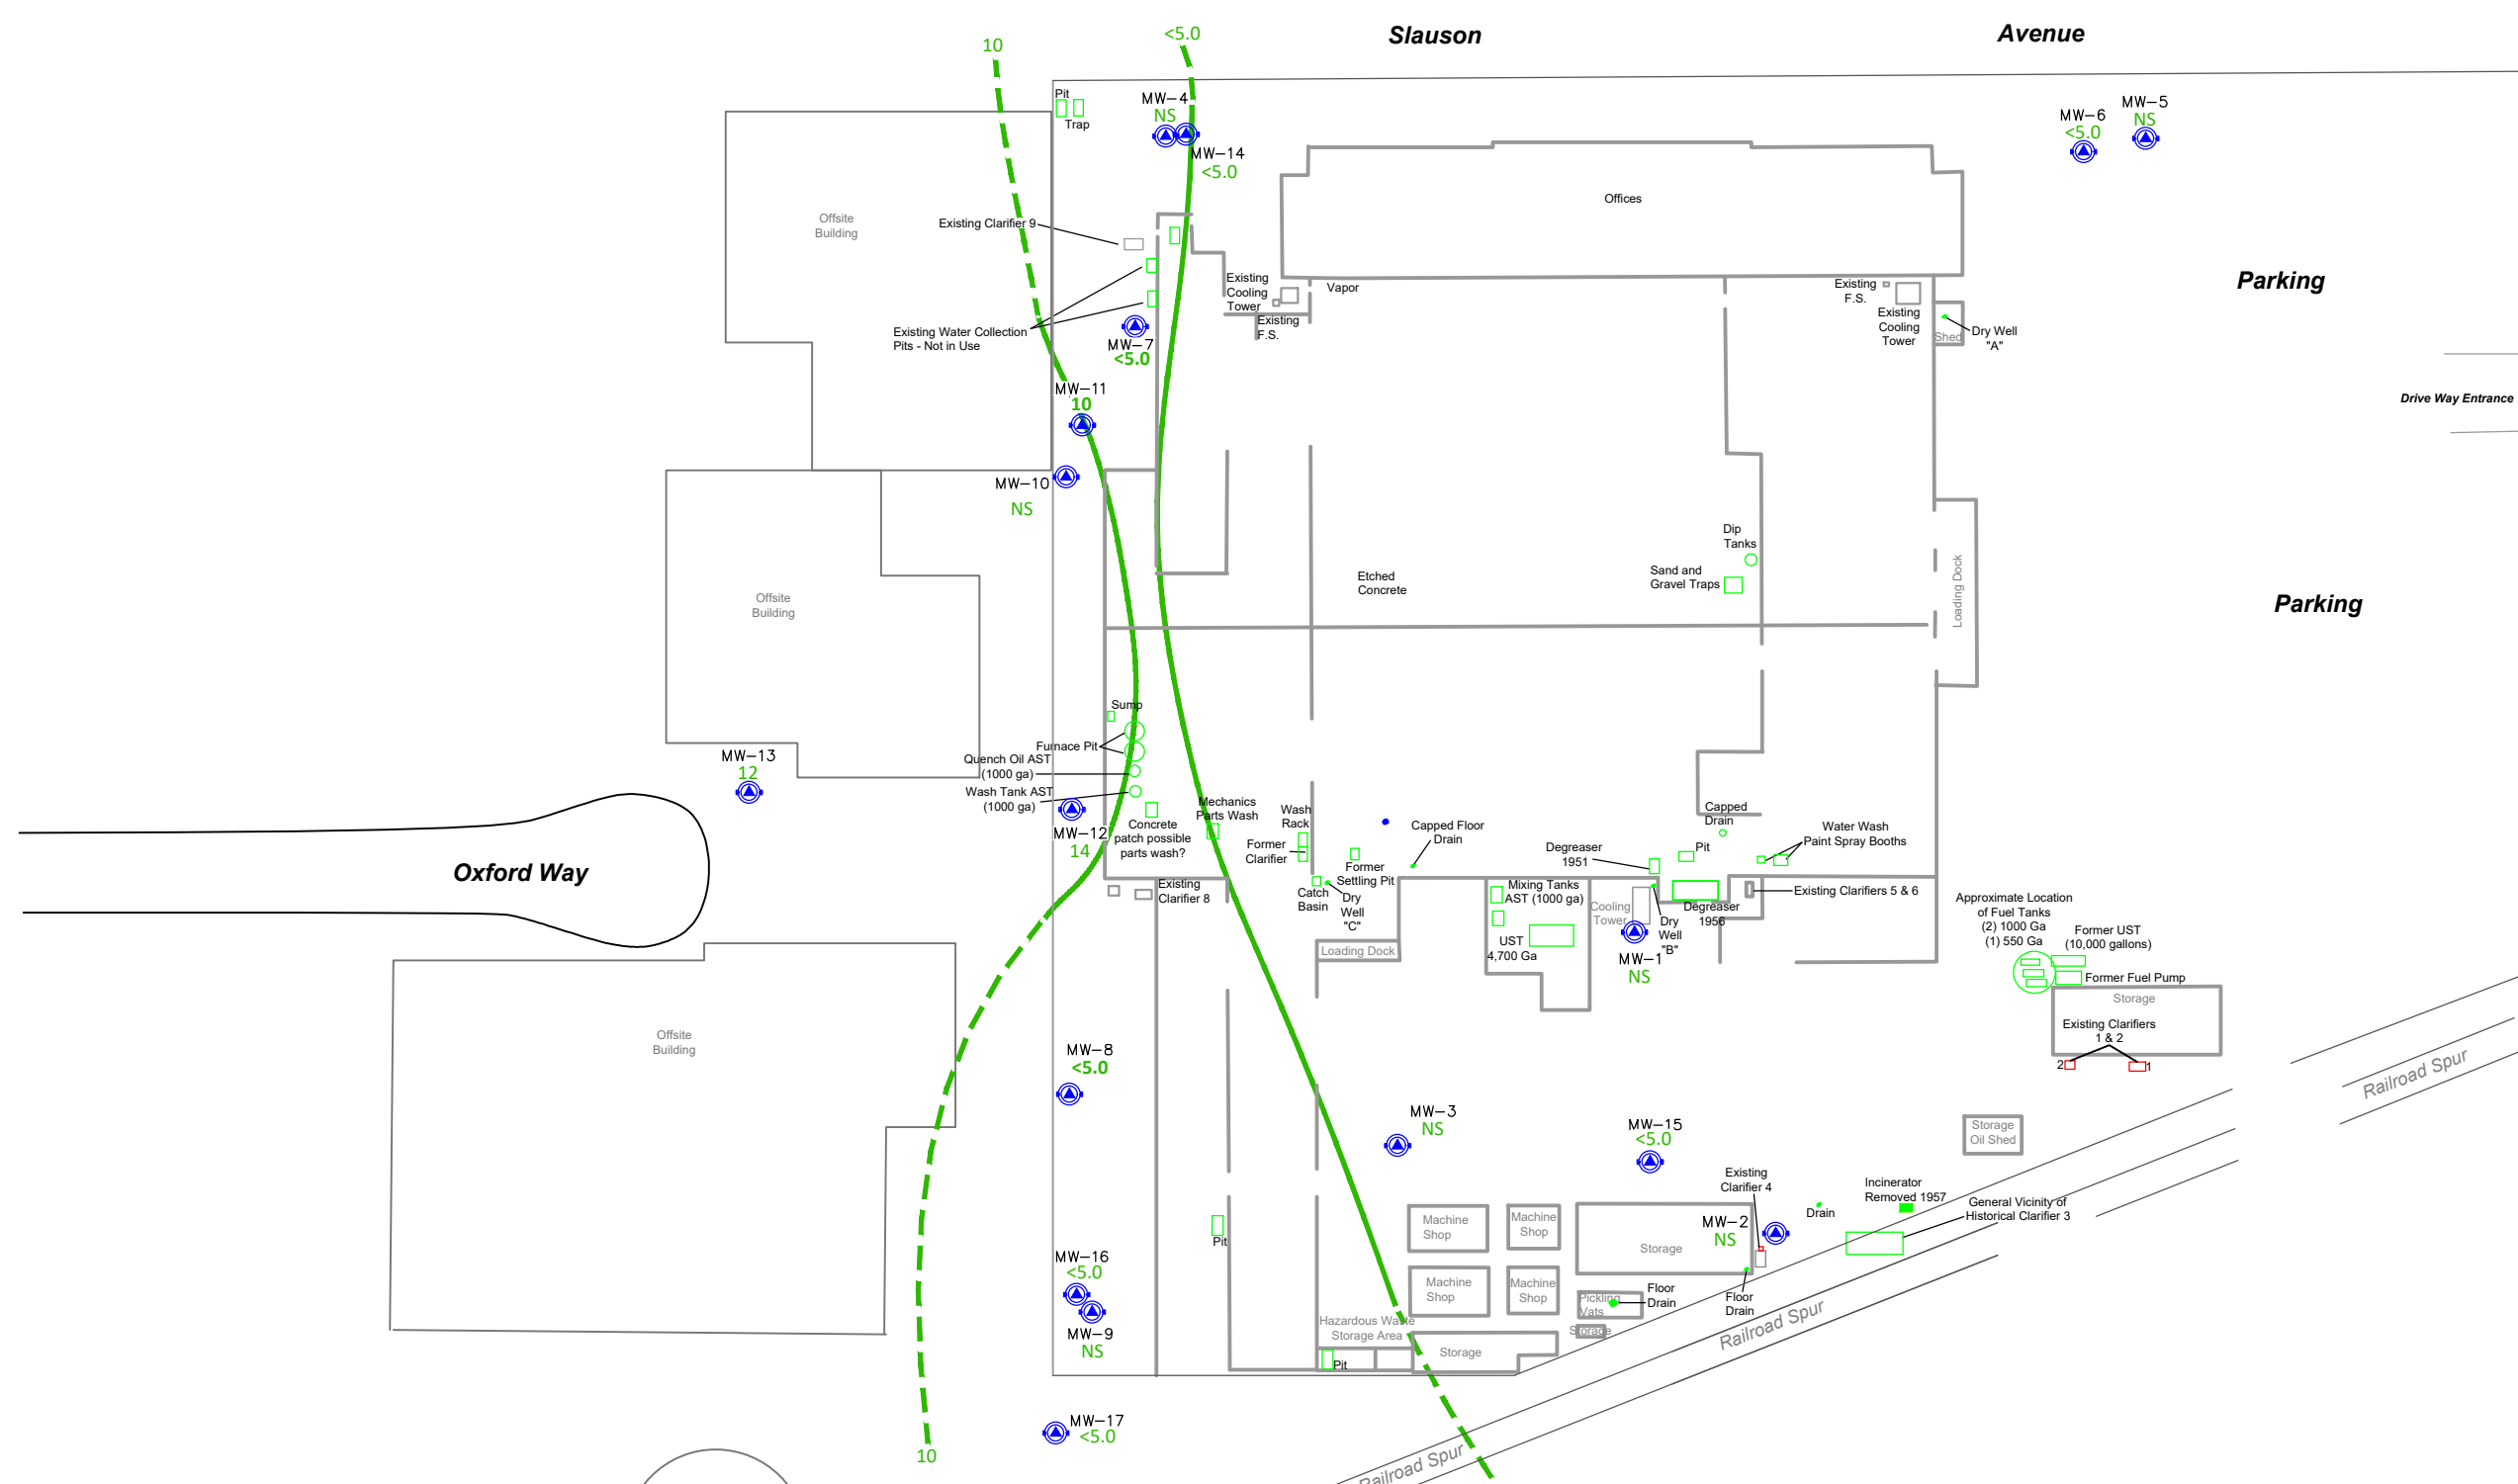 Slauson
Avenue
10
<5.0
Pit
Trap
MW-4
NS
MW-14
<5.0
MW-6
<5.0
MW-5
NS
Offsite
Building
Existing Clarifier 9
Offices
Existing Water Collection
Pits - Not in Use
MW-7
<5.0
Existing
Cooling
Tower
Existing
F.S.
Vapor
Existing
F.S.
Existing
Cooling
Tower
Shed
Dry Well
"A"
Parking
Drive Way Entrance
MW-11
10
MW-10
NS
Offsite
Building
Etched
Concrete
Dip
Tanks
Sand and
Gravel Traps
Loading Dock
Parking
MW-13
12
Sump
Furnace Pit
Quench Oil AST
(1000 ga)
Wash Tank AST
(1000 ga)
MW-12
14
Concrete
patch possible
parts wash?
Mechanics
Parts Wash
Wash
Rack
Former
Clarifier
Former
Settling Pit
Capped Floor
Drain
Catch
Basin
Dry
Well
"C"
Existing
Clarifier 8
Loading Dock
Degreaser
1951
Mixing Tanks
AST (1000 ga)
UST
4,700 Ga
Cooling
Tower
Dry
Well
"B"
MW-1
NS
Capped
Drain
Pit
Degreaser
1956
Water Wash
Paint Spray Booths
Existing Clarifiers 5 & 6
Approximate Location
of Fuel Tanks
(2) 1000 Ga
(1) 550 Ga
Former UST
(10,000 gallons)
Former Fuel Pump
Storage
Existing Clarifiers
1 & 2
2
1
Railroad Spur
Oxford Way
Offsite
Building
MW-8
<5.0
MW-3
NS
MW-15
<5.0
Storage
Oil Shed
Existing
Clarifier 4
MW-2
NS
Drain
Incinerator
Removed 1957
General Vicinity of
Historical Clarifier 3
Pit
MW-16
<5.0
MW-9
NS
Machine
Shop
Machine
Shop
Machine
Shop
Machine
Shop
Storage
Pickling
Vats
Floor
Drain
Floor
Drain
Storage
Hazardous Waste
Storage Area
Storage
Pit
Railroad Spur
MW-17
<5.0
10
Railroad Spur